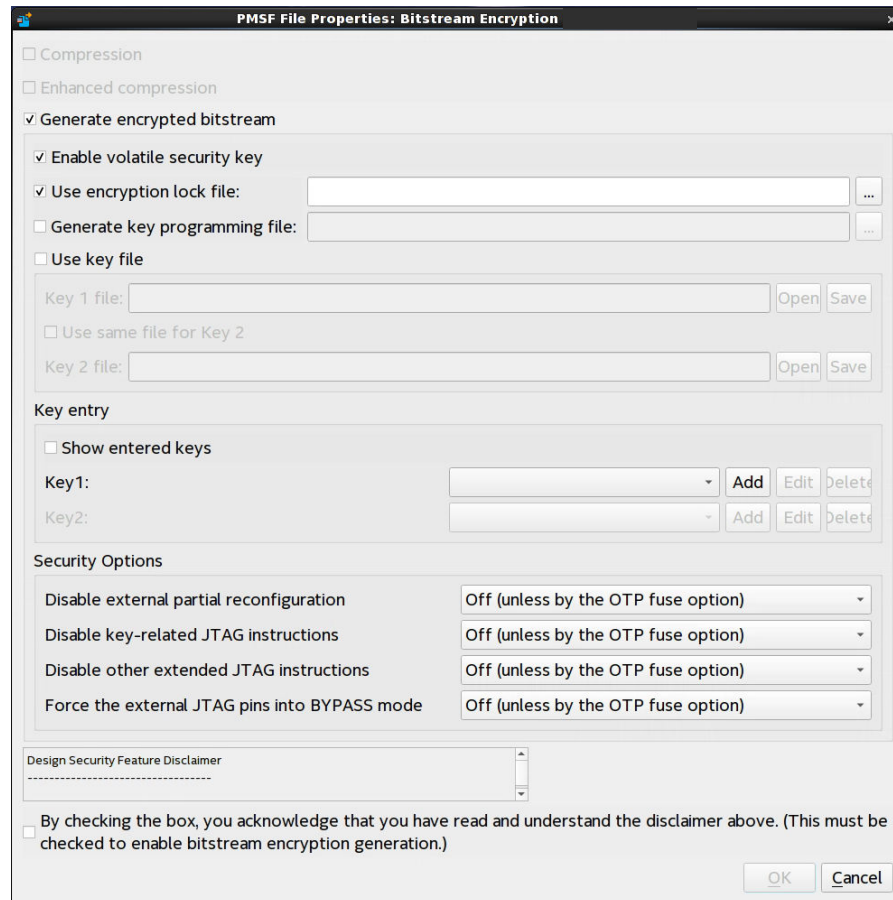 PMSF File Properties: Bitstream Encryption
Compression
Enhanced compression
Generate encrypted bitstream
Enable volatile security key
Use encryption lock file: ...
Generate key programming file: ...
Use key file
Key 1 file: Open Save
Use same file for Key 2
Key 2 file: Open Save
Key entry
Show entered keys
Key1: Add Edit Delete
Key2: Add Edit Delete
Security Options
Disable external partial reconfiguration Off (unless by the OTP fuse option)
Disable key-related JTAG instructions Off (unless by the OTP fuse option)
Disable other extended JTAG instructions Off (unless by the OTP fuse option)
Force the external JTAG pins into BYPASS mode Off (unless by the OTP fuse option)
Design Security Feature Disclaimer
----------------------------------
By checking the box, you acknowledge that you have read and understand the disclaimer above. (This must be
checked to enable bitstream encryption generation.)
OK Cancel